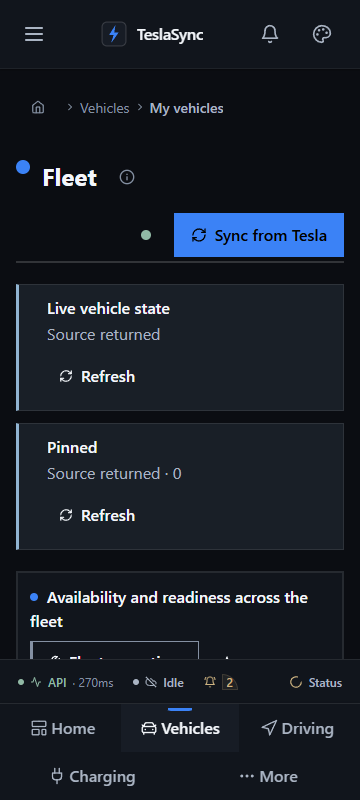 TeslaSync
Vehicles My vehicles
Fleet
Sync from Tesla
Live vehicle state
Source returned
Refresh
Pinned
Source returned · 0
Refresh
Availability and readiness across the
fleet
API · 270ms Idle 2 Status
Home Vehicles Driving
Charging More